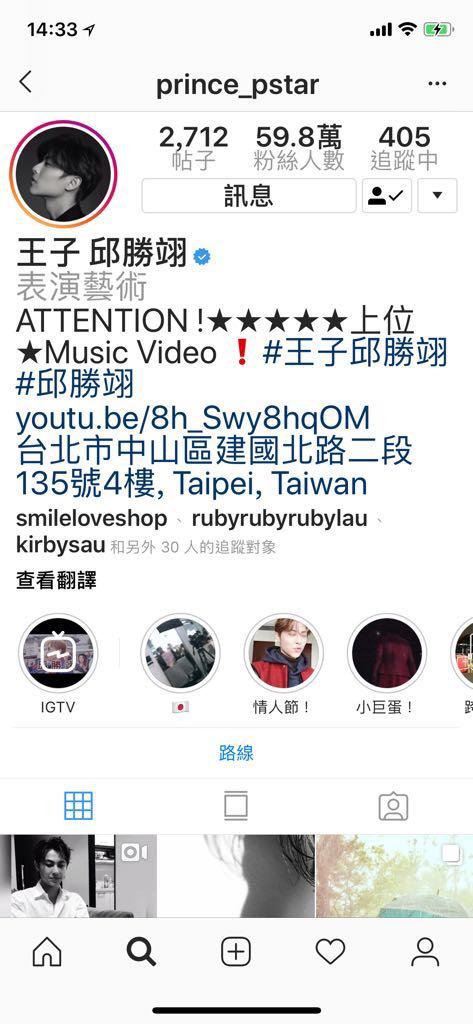 14:33
prince_pstar
2,712 59.8萬 405
帖子 粉絲人數 追蹤中
訊息
王子 邱勝翊
表演藝術
ATTENTION !★★★★★上位
★Music Video ❗ #王子邱勝翊
#邱勝翊
youtu.be/8h_Swy8hqOM
台北市中山區建國北路二段
135號4樓, Taipei, Taiwan
smileloveshop、rubyrubyrubylau、
kirbysau 和另外 30 人的追蹤對象
查看翻譯
IGTV 🇯🇵 情人節！ 小巨蛋！
路線